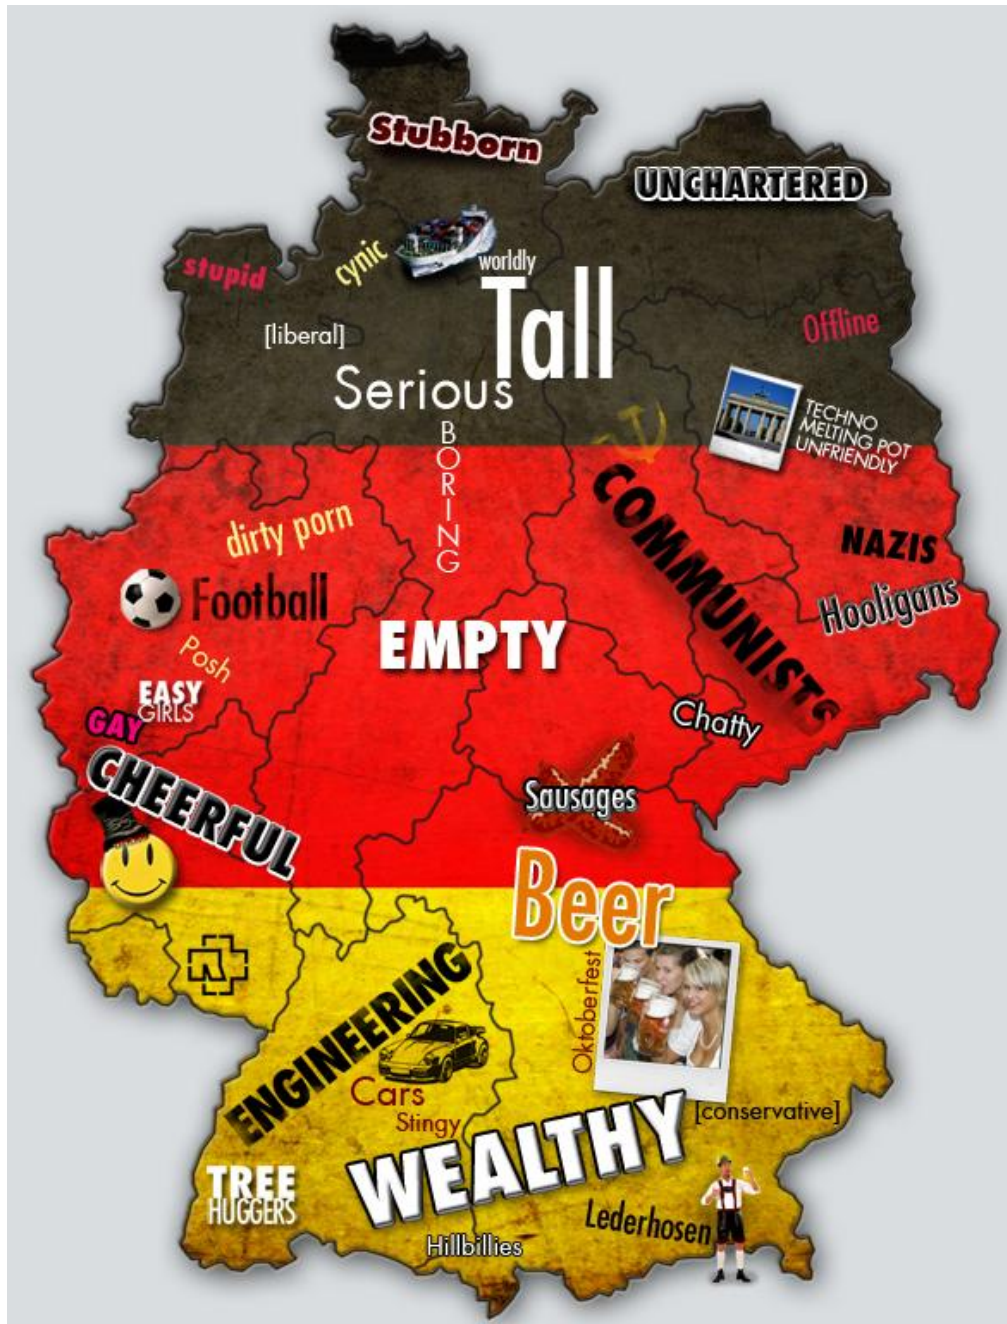 Stubborn
UNCHARTERED
cynic
worldly
stupid
Tall
[liberal]
Offline
Serious
TECHNO
MELTING POT
UNFRIENDLY
BORING
COMMUNISTS
dirty porn
NAZIS
Football
Hooligans
EMPTY
Posh
EASY
GIRLS
GAY
Chatty
CHEERFUL
Sausages
Beer
Oktoberfest
ENGINEERING
Cars
Stingy
WEALTHY
[conservative]
TREE
HUGGERS
Lederhosen
Hillbillies